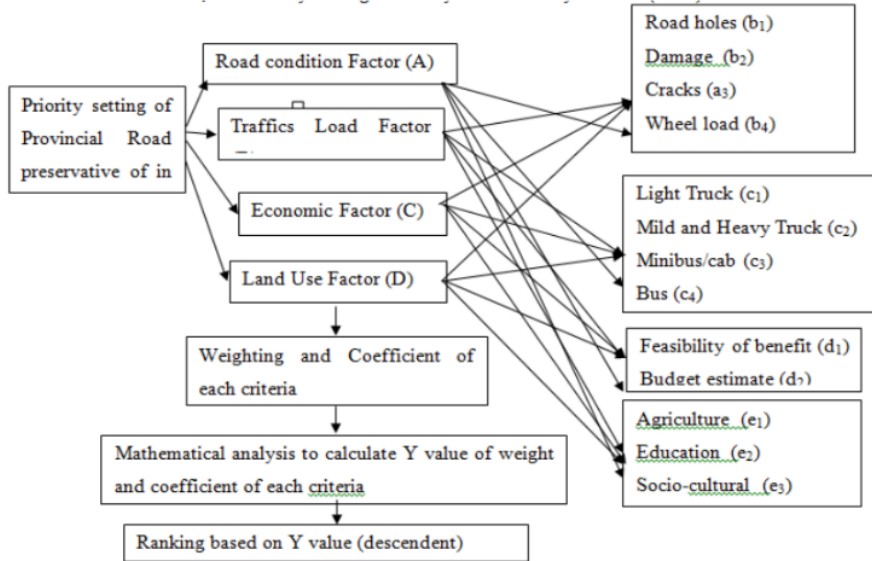 Road condition Factor (A)
Priority setting of
Provincial Road
preservative of in
Traffics Load Factor
Economic Factor (C)
Land Use Factor (D)
Weighting and Coefficient of
each criteria
Mathematical analysis to calculate Y value of weight
and coefficient of each criteria
Ranking based on Y value (descendent)
Road holes (b₁)
Damage (b₂)
Cracks (a₃)
Wheel load (b₄)
Light Truck (c₁)
Mild and Heavy Truck (c₂)
Minibus/cab (c₃)
Bus (c₄)
Feasibility of benefit (d₁)
Budget estimate (d₂)
Agriculture (e₁)
Education (e₂)
Socio-cultural (e₃)